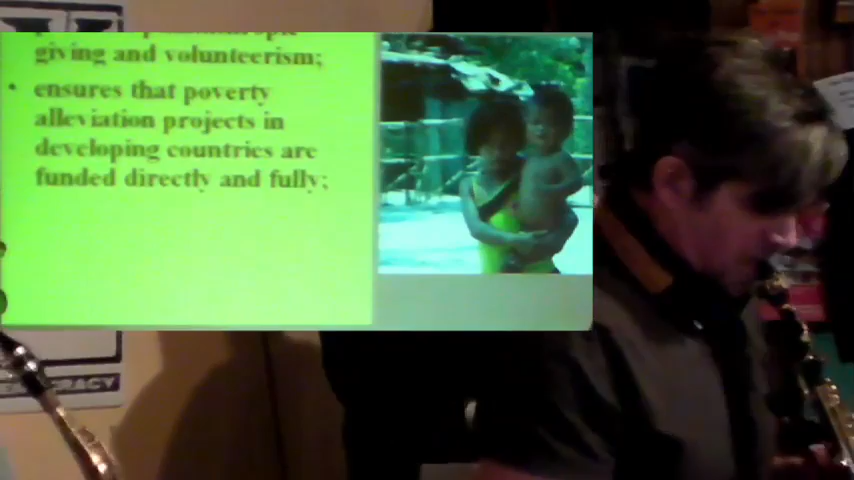 giving and volunteerism;
• ensures that poverty
alleviation projects in
developing countries are
funded directly and fully;